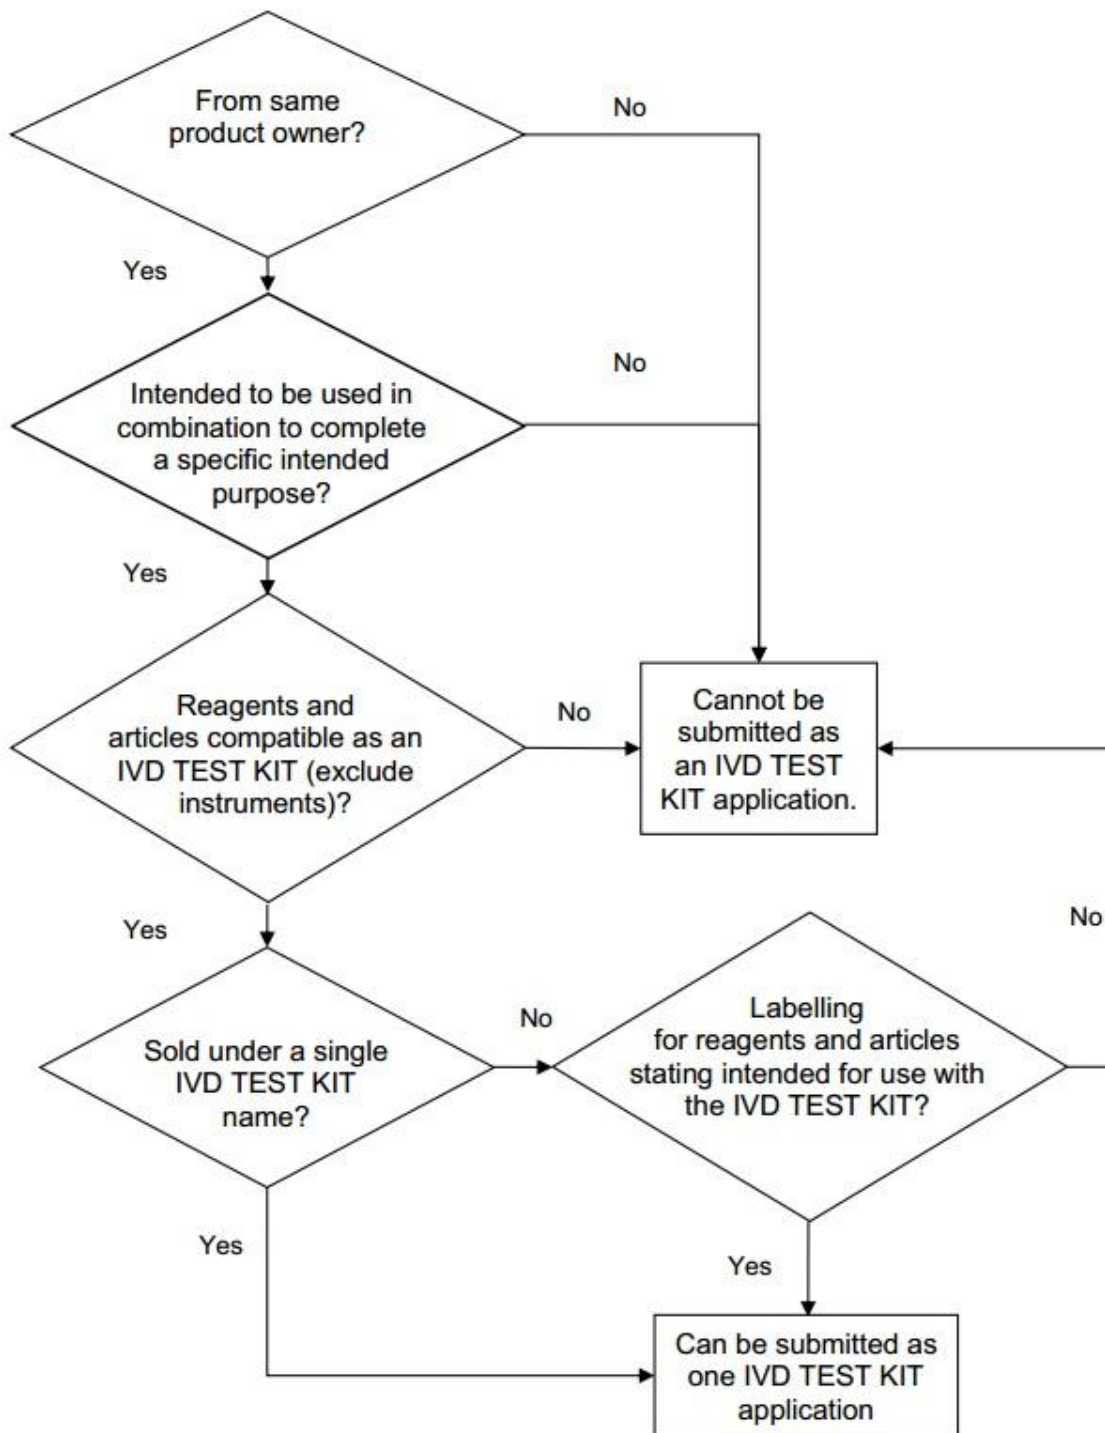 From same
product owner?
No
Yes
Intended to be used in
combination to complete
a specific intended
purpose?
No
Yes
Reagents and
articles compatible as an
IVD TEST KIT (exclude
instruments)?
No
Cannot be
submitted as
an IVD TEST
KIT application.
Yes
Sold under a single
IVD TEST KIT
name?
No
Labelling
for reagents and articles
stating intended for use with
the IVD TEST KIT?
No
Yes
Yes
Can be submitted as
one IVD TEST KIT
application